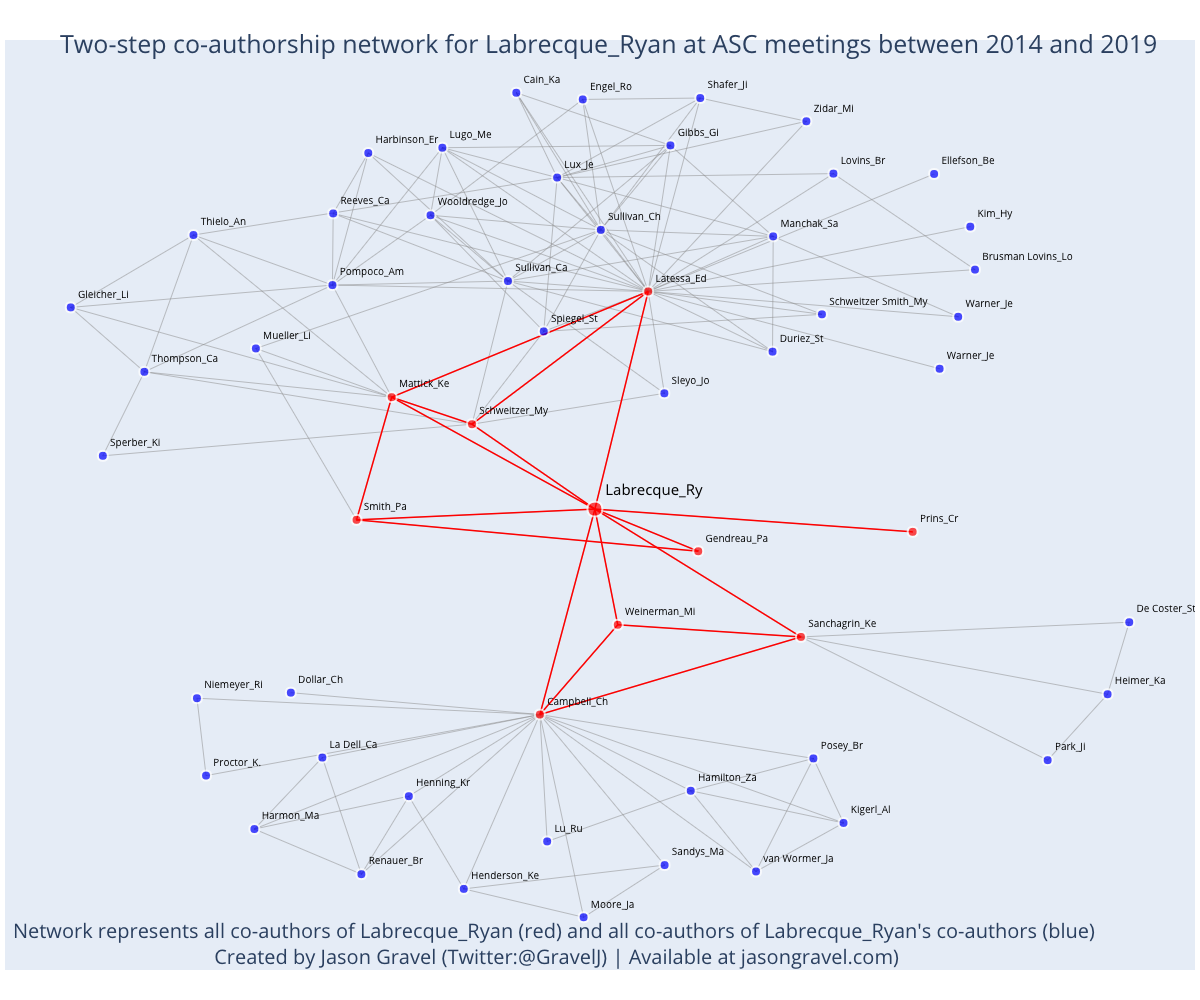 Two-step co-authorship network for Labrecque_Ryan at ASC meetings between 2014 and 2019
Cain_Ka
Engel_Ro
Shafer_Ji
Zidar_Mi
Harbinson_Er
Lugo_Me
Gibbs_Gi
Lux_Je
Lovins_Br
Ellefson_Be
Reeves_Ca
Wooldredge_Jo
Thielo_An
Sullivan_Ch
Manchak_Sa
Kim_Hy
Pompoco_Am
Sullivan_Ca
Latessa_Ed
Brusman Lovins_Lo
Gleicher_Li
Schweitzer Smith_My
Warner_Je
Spiegel_St
Mueller_Li
Duriez_St
Thompson_Ca
Warner_Je
Mattick_Ke
Sleyo_Jo
Schweitzer_My
Sperber_Ki
Labrecque_Ry
Smith_Pa
Prins_Cr
Gendreau_Pa
Weinerman_Mi
Sanchagrin_Ke
De Coster_St
Niemeyer_Ri
Dollar_Ch
Heimer_Ka
Campbell_Ch
La Dell_Ca
Posey_Br
Park_Ji
Proctor_K.
Henning_Kr
Hamilton_Za
Harmon_Ma
Kigerl_Al
Lu_Ru
Renauer_Br
Sandys_Ma
van Wormer_Ja
Henderson_Ke
Moore_Ja
Network represents all co-authors of Labrecque_Ryan (red) and all co-authors of Labrecque_Ryan's co-authors (blue)
Created by Jason Gravel (Twitter:@GravelJ) | Available at jasongravel.com)